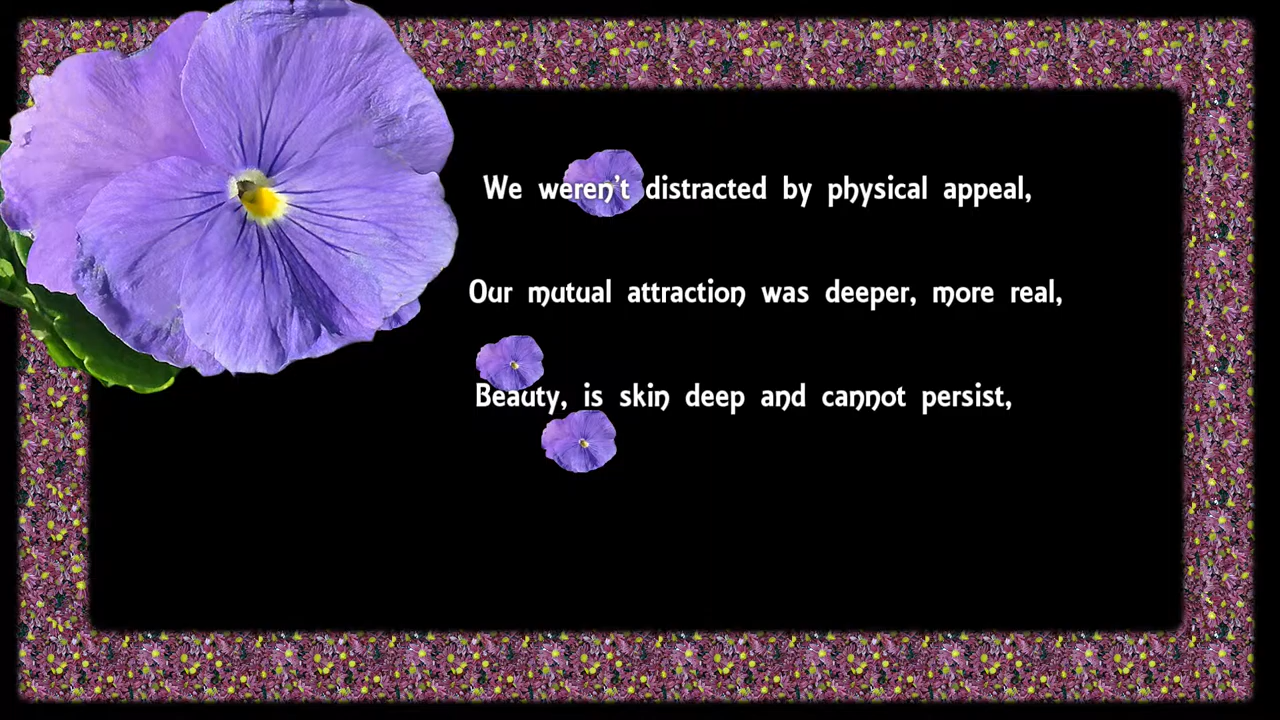 We weren't distracted by physical appeal,
Our mutual attraction was deeper, more real,
Beauty, is skin deep and cannot persist,